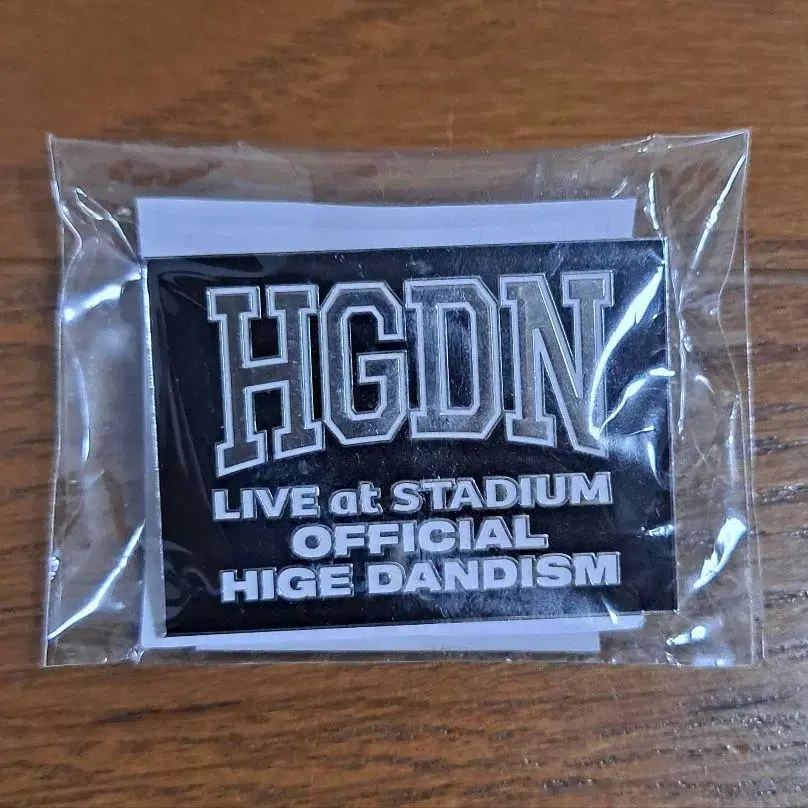 HGDN
LIVE at STADIUM
OFFICIAL
HIGE DANDISM